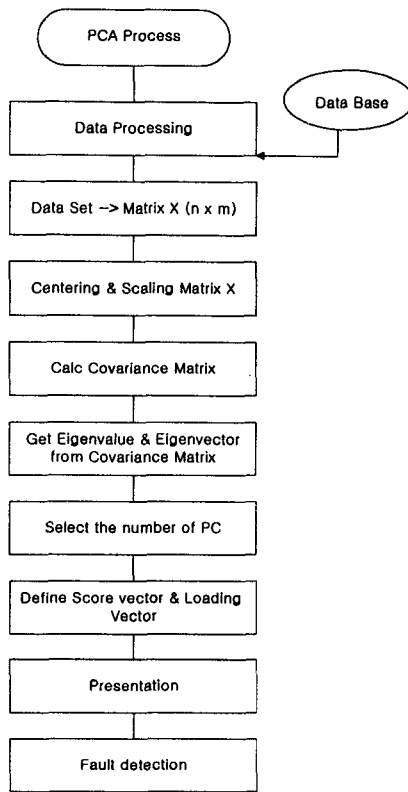 PCA Process
Data Base
Data Processing
Data Set --> Matrix X (n x m)
Centering & Scaling Matrix X
Calc Covariance Matrix
Get Eigenvalue & Eigenvector
from Covariance Matrix
Select the number of PC
Define Score vector & Loading
Vector
Presentation
Fault detection